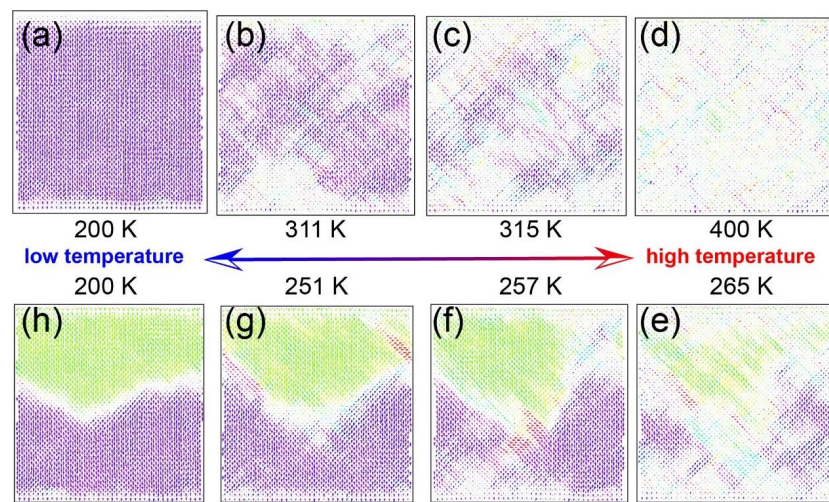 (a) (b) (c) (d)
200 K 311 K 315 K 400 K
low temperature high temperature
200 K 251 K 257 K 265 K
(h) (g) (f) (e)